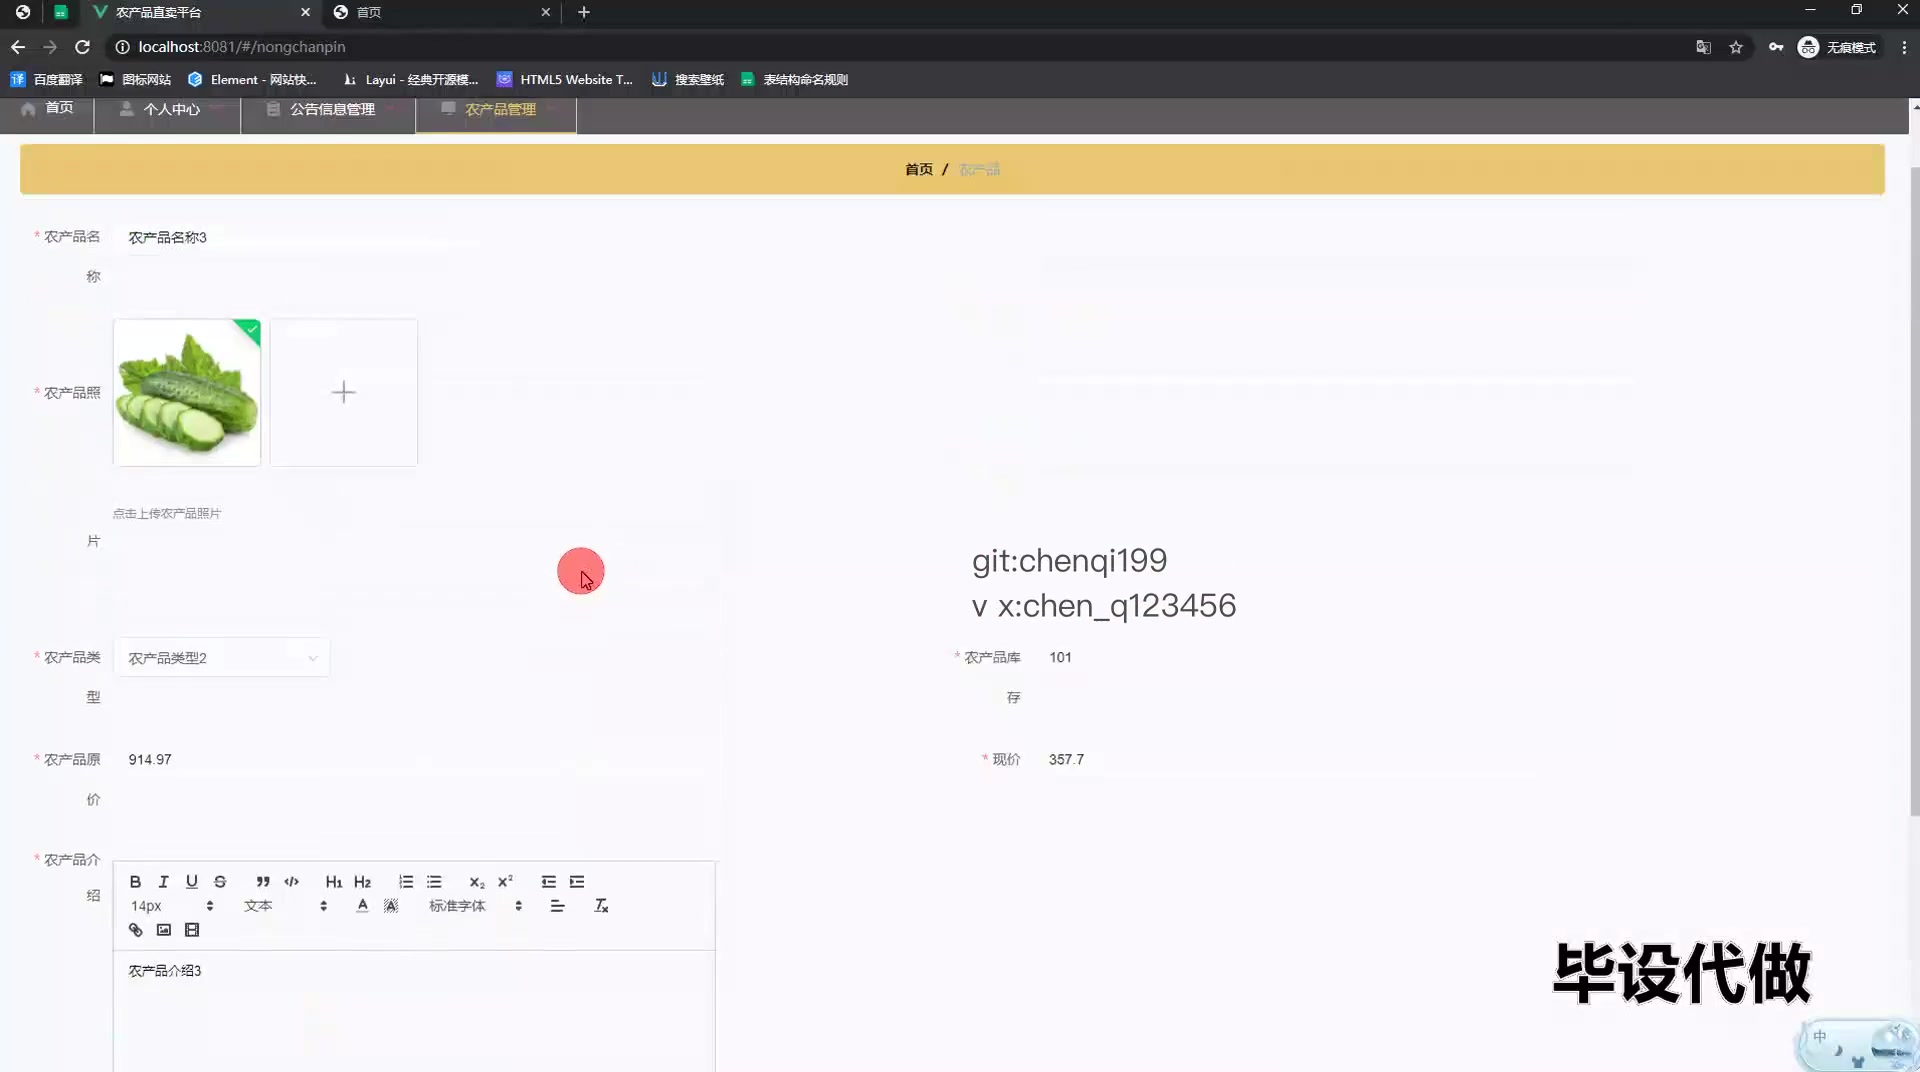 农产品直卖平台
首页
localhost:8081/#/nongchanpin
无痕模式
百度翻译
图标网站
Element - 网站快...
Layui - 经典开源模...
HTML5 Website T...
搜索壁纸
表结构命名规则
首页
个人中心
公告信息管理
农产品管理
首页 / 农产品
* 农产品名称
农产品名称3
* 农产品照片
点击上传农产品照片
git:chenqi199
v x:chen_q123456
* 农产品类型
农产品类型2
* 农产品库存
101
* 农产品原价
914.97
* 现价
357.7
* 农产品介绍
B I U S H1 H2 X2 X2
14px 文本 A A 标准字体
农产品介绍3
毕设代做
中